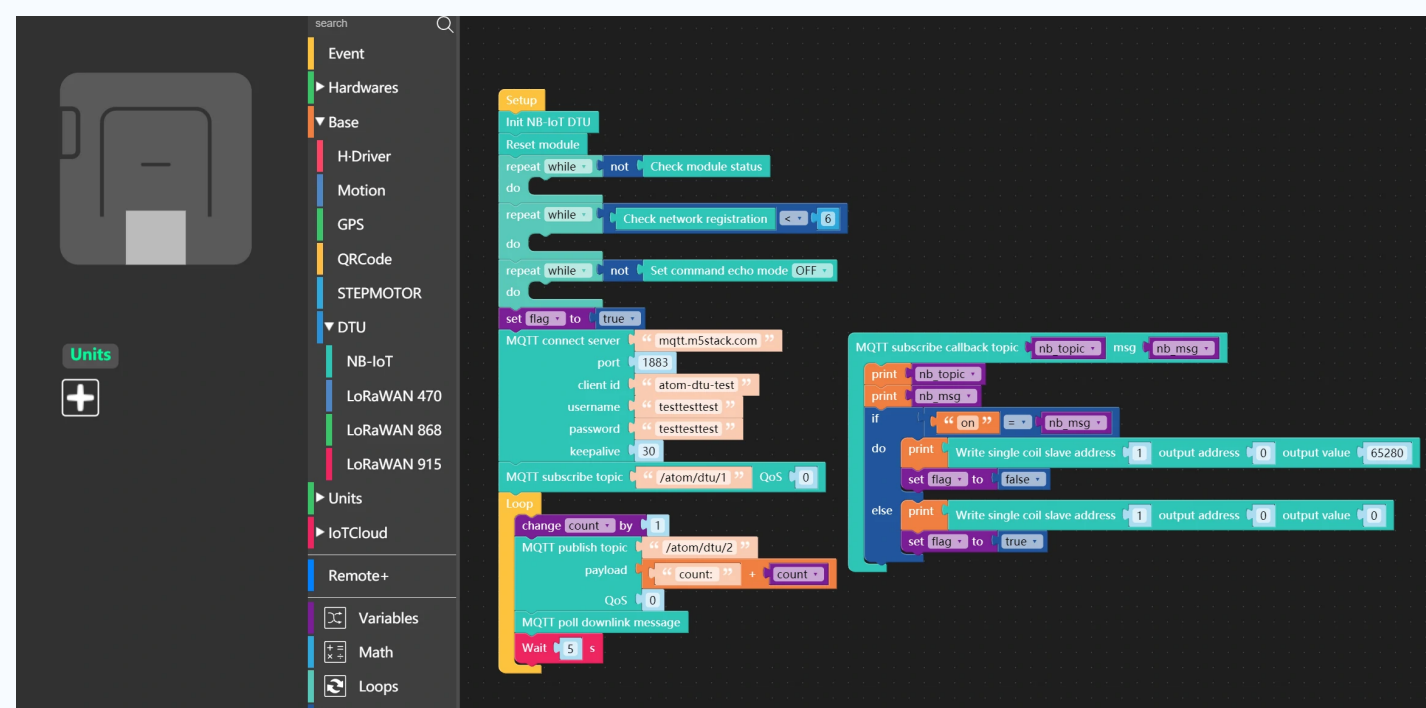 search
Event
Hardwares
Base
H·Driver
Motion
GPS
QRCode
STEPMOTOR
DTU
NB-IoT
LoRaWAN 470
LoRaWAN 868
LoRaWAN 915
Units
IoTCloud
Remote+
Variables
Math
Loops
Units
Setup
Init NB-IoT DTU
Reset module
repeat while not Check module status
do
repeat while Check network registration < 6
do
repeat while not Set command echo mode OFF
do
set flag to true
MQTT connect server “ mqtt.m5stack.com ”
port 1883
client id “ atom-dtu-test ”
username “ testtesttest ”
password “ testtesttest ”
keepalive 30
MQTT subscribe topic “ /atom/dtu/1 ” QoS 0
Loop
change count by 1
MQTT publish topic “ /atom/dtu/2 ”
payload “ count: ” + count
QoS 0
MQTT poll downlink message
Wait 5 s
MQTT subscribe callback topic nb_topic msg nb_msg
print nb_topic
print nb_msg
if “ on ” = nb_msg
do print Write single coil slave address 1 output address 0 output value 65280
set flag to false
else print Write single coil slave address 1 output address 0 output value 0
set flag to true